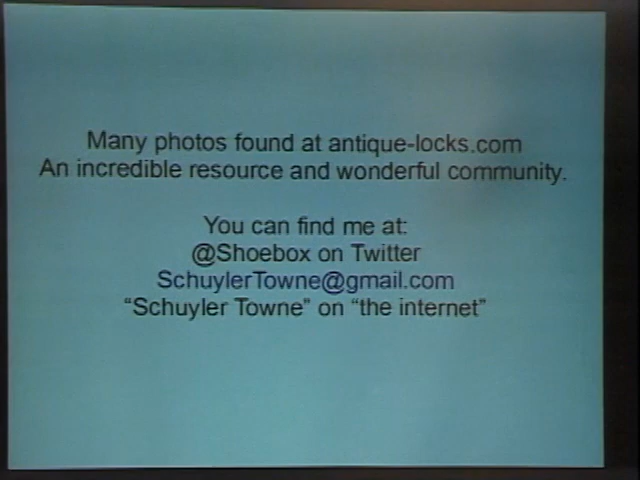 Many photos found at antique-locks.com
An incredible resource and wonderful community.
You can find me at:
@Shoebox on Twitter
SchuylerTowne@gmail.com
“Schuyler Towne” on “the internet”